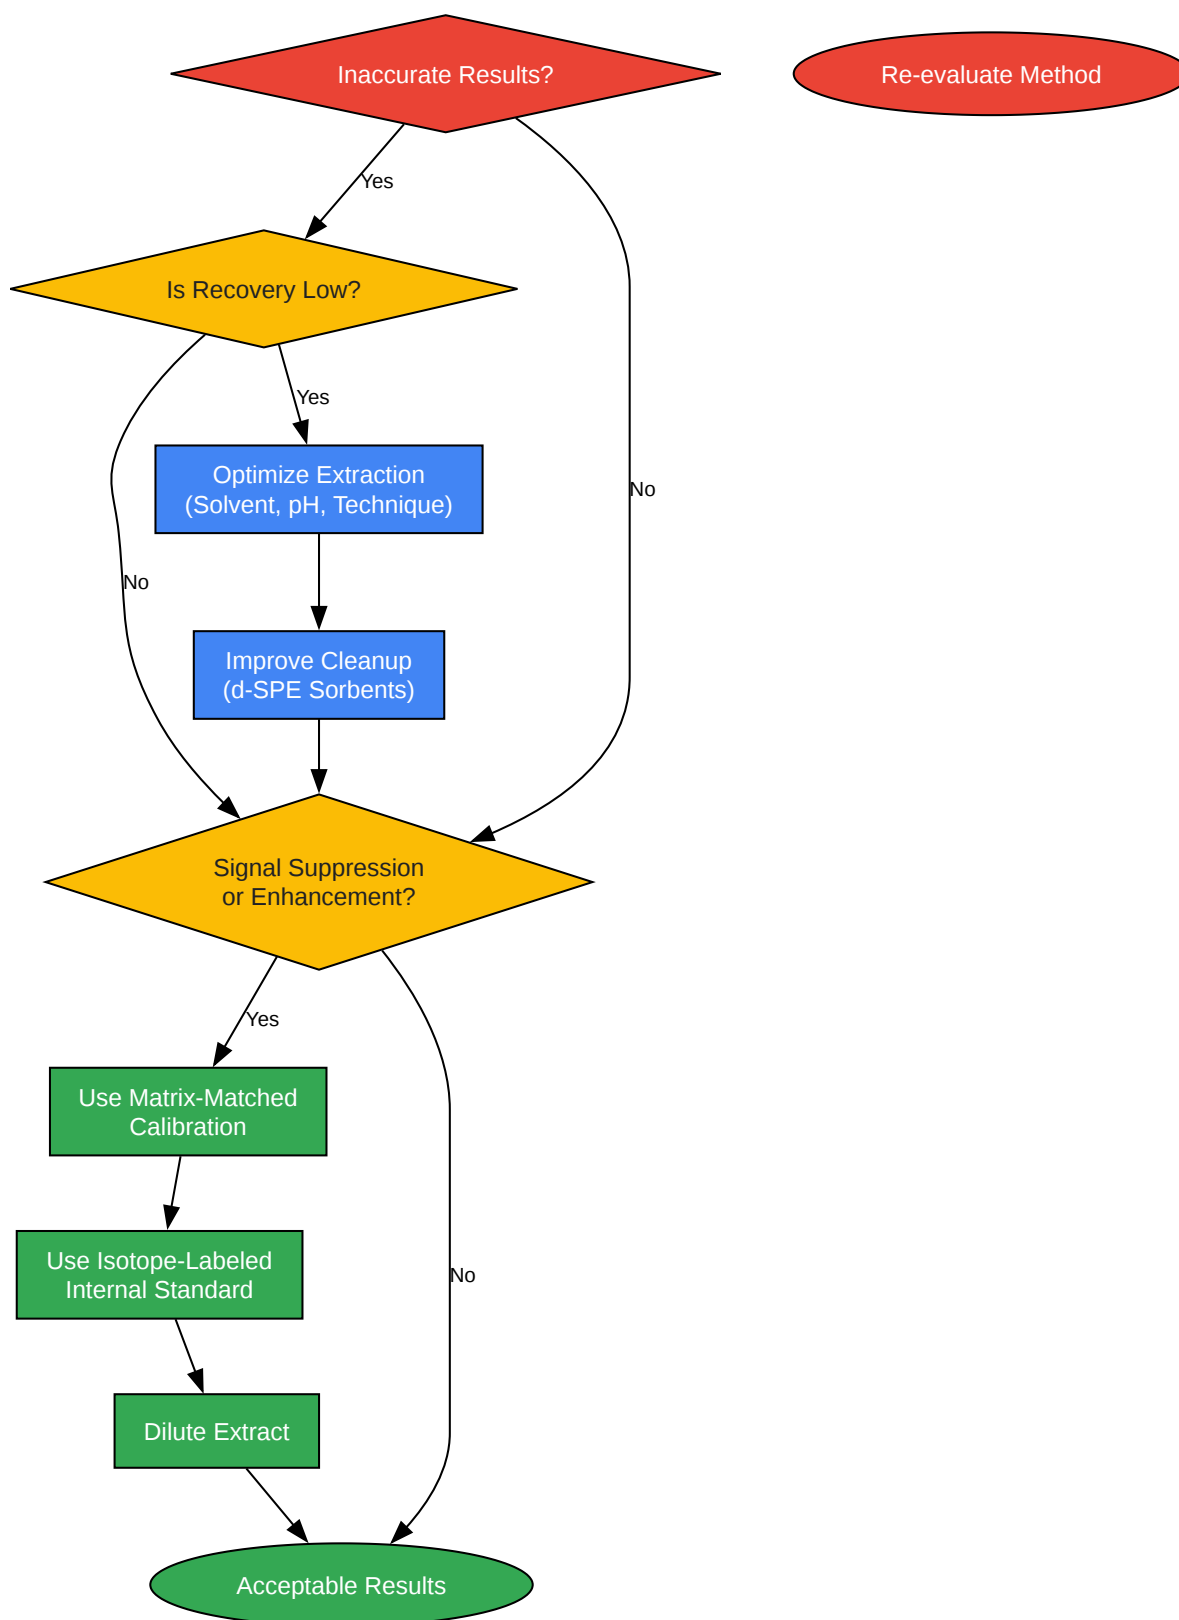 Inaccurate Results?
Re-evaluate Method
Yes
Is Recovery Low?
Yes
Optimize Extraction
(Solvent, pH, Technique)
No
No
Improve Cleanup
(d-SPE Sorbents)
Signal Suppression
or Enhancement?
Yes
Use Matrix-Matched
Calibration
Use Isotope-Labeled
Internal Standard
No
Dilute Extract
Acceptable Results